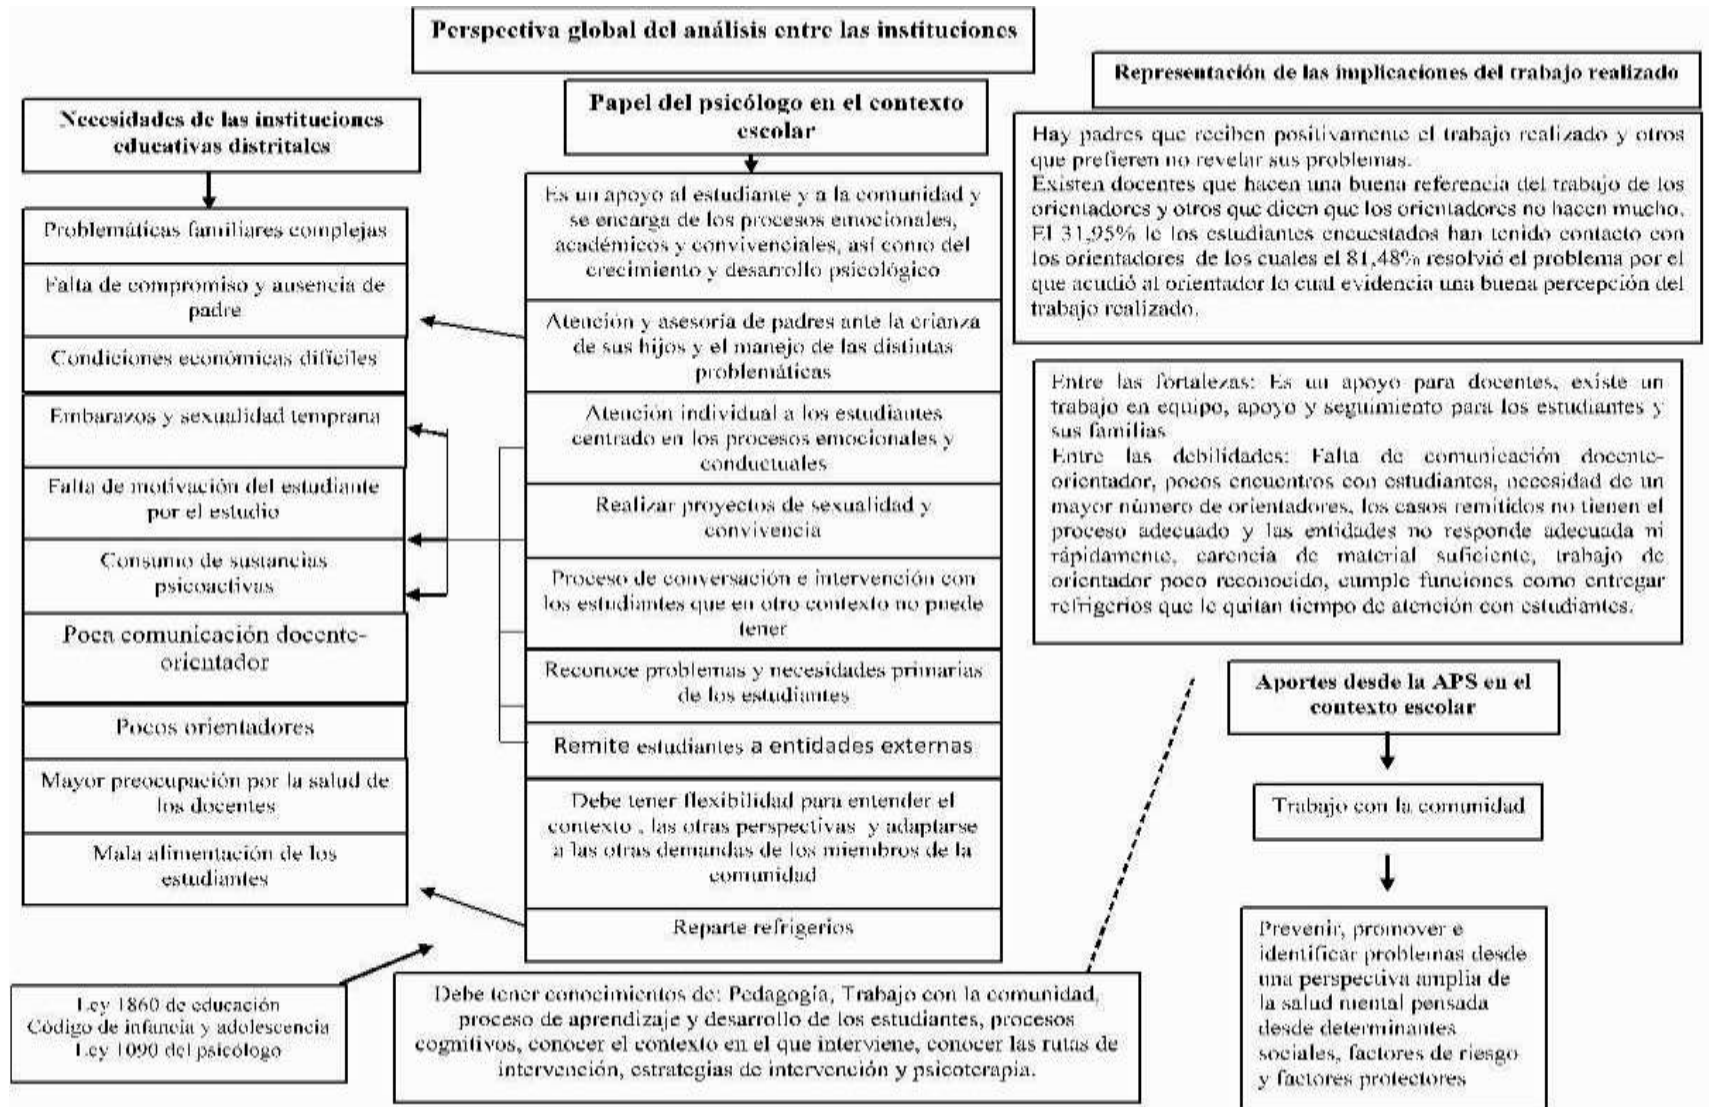 Perspectiva global del análisis entre las instituciones
Necesidades de las instituciones
educativas distritales
Problemáticas familiares complejas
Falta de compromiso y ausencia de
padre
Condiciones económicas difíciles
Embarazos y sexualidad temprana
Falta de motivación del estudiante
por el estudio
Consumo de sustancias
psicoactivas
Poca comunicación docente-
orientador
Pocos orientadores
Mayor preocupación por la salud de
los docentes
Mala alimentación de los
estudiantes
Ley 1860 de educación
Código de infancia y adolescencia
Ley 1090 del psicólogo
Papel del psicólogo en el contexto
escolar
Es un apoyo al estudiante y a la comunidad y
se encarga de los procesos emocionales,
académicos y convivenciales, así como del
crecimiento y desarrollo psicológico
Atención y asesoría de padres ante la crianza
de sus hijos y el manejo de las distintas
problemáticas
Atención individual a los estudiantes
centrado en los procesos emocionales y
conductuales
Realizar proyectos de sexualidad y
convivencia
Proceso de conversación e intervención con
los estudiantes que en otro contexto no puede
tener
Reconoce problemas y necesidades primarias
de los estudiantes
Remite estudiantes a entidades externas
Debe tener flexibilidad para entender el
contexto , las otras perspectivas y adaptarse
a las otras demandas de los miembros de la
comunidad
Reparte refrigerios
Debe tener conocimientos de: Pedagogía, Trabajo con la comunidad,
proceso de aprendizaje y desarrollo de los estudiantes, procesos
cognitivos, conocer el contexto en el que interviene, conocer las rutas de
intervención, estrategias de intervención y psicoterapia.
Representación de las implicaciones del trabajo realizado
Hay padres que reciben positivamente el trabajo realizado y otros
que prefieren no revelar sus problemas.
Existen docentes que hacen una buena referencia del trabajo de los
orientadores y otros que dicen que los orientadores no hacen mucho.
El 31,95% le los estudiantes encuestados han tenido contacto con
los orientadores de los cuales el 81,48% resolvió el problema por el
que acudió al orientador lo cual evidencia una buena percepción del
trabajo realizado.
Entre las fortalezas: Es un apoyo para docentes, existe un
trabajo en equipo, apoyo y seguimiento para los estudiantes y
sus familias
Entre las debilidades: Falta de comunicación docente-
orientador, pocos encuentros con estudiantes, necesidad de un
mayor número de orientadores, los casos remitidos no tienen el
proceso adecuado y las entidades no responde adecuada ni
rápidamente, carencia de material suficiente, trabajo de
orientador poco reconocido, cumple funciones como entregar
refrigerios que le quitan tiempo de atención con estudiantes.
Aportes desde la APS en el
contexto escolar
Trabajo con la comunidad
Prevenir, promover e
identificar problemas desde
una perspectiva amplia de
la salud mental pensada
desde determinantes
sociales, factores de riesgo
y factores protectores